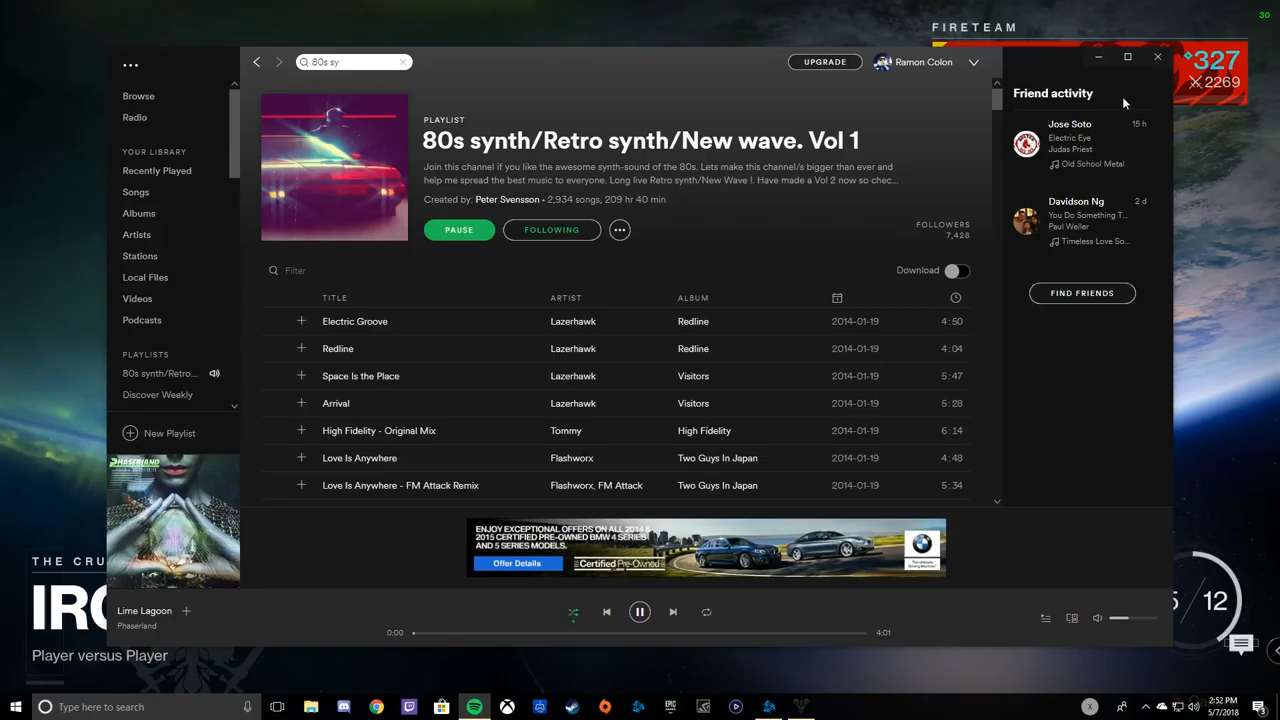 30
FIRETEAM
327
2269
80s sy
UPGRADE
Ramon Colon
Browse
Radio
YOUR LIBRARY
Recently Played
Songs
Albums
Artists
Stations
Local Files
Videos
Podcasts
PLAYLISTS
80s synth/Retro...
Discover Weekly
New Playlist
PHASERLAND
Lime Lagoon
Phaserland
PLAYLIST
80s synth/Retro synth/New wave. Vol 1
Join this channel if you like the awesome synth-sound of the 80s. Lets make this channel/s bigger than ever and
help me spread the best music to everyone. Long live Retro synth/New Wave !. Have made a Vol 2 now so chec...
Created by: Peter Svensson • 2,934 songs, 209 hr 40 min
PAUSE
FOLLOWING
FOLLOWERS
7,428
Filter
Download
TITLE ARTIST ALBUM
Electric Groove Lazerhawk Redline 2014-01-19 4:50
Redline Lazerhawk Redline 2014-01-19 4:04
Space Is the Place Lazerhawk Visitors 2014-01-19 5:47
Arrival Lazerhawk Visitors 2014-01-19 5:28
High Fidelity - Original Mix Tommy High Fidelity 2014-01-19 6:14
Love Is Anywhere Flashworx Two Guys In Japan 2014-01-19 4:48
Love Is Anywhere - FM Attack Remix Flashworx, FM Attack Two Guys In Japan 2014-01-19 5:34
Friend activity
Jose Soto 15 h
Electric Eye
Judas Priest
Old School Metal
Davidson Ng 2 d
You Do Something T...
Paul Weller
Timeless Love So...
FIND FRIENDS
ENJOY EXCEPTIONAL OFFERS ON ALL 2014 &
2015 CERTIFIED PRE-OWNED BMW 4 SERIES
AND 5 SERIES MODELS.
Offer Details
Certified Pre-Owned
0:00
4:01
THE CRU
IRO
Player versus Player
/12
Type here to search
2:52 PM
5/7/2018